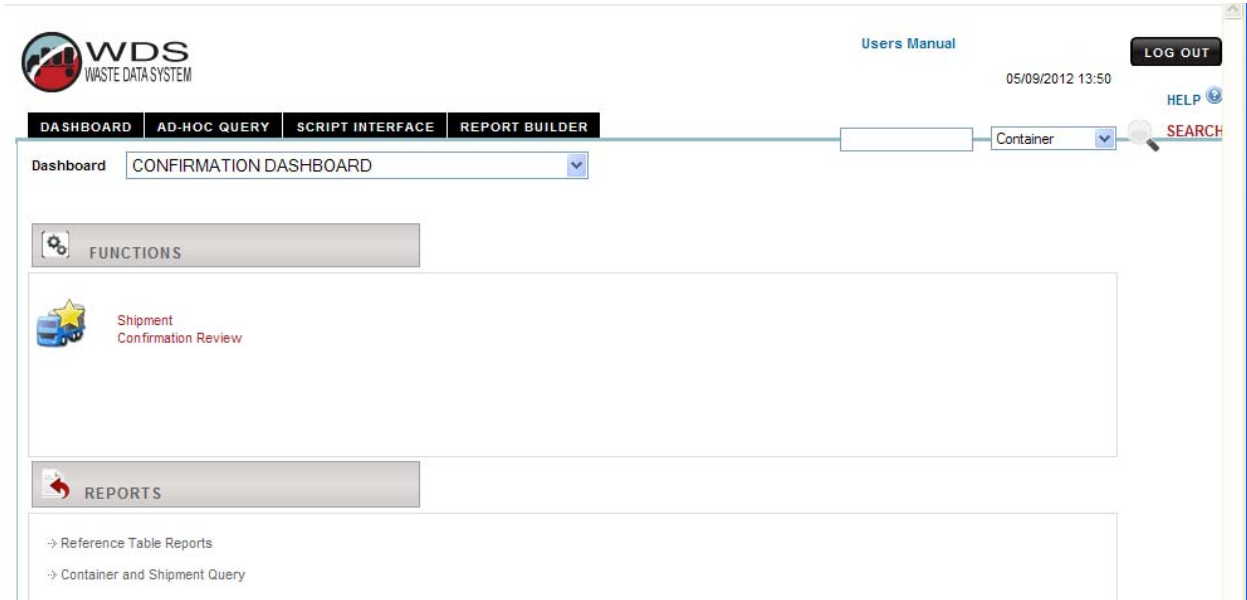 WDS
WASTE DATA SYSTEM
Users Manual
LOG OUT
05/09/2012 13:50
HELP
DASHBOARD AD-HOC QUERY SCRIPT INTERFACE REPORT BUILDER
Container
SEARCH
Dashboard CONFIRMATION DASHBOARD
FUNCTIONS
Shipment
Confirmation Review
REPORTS
Reference Table Reports
Container and Shipment Query